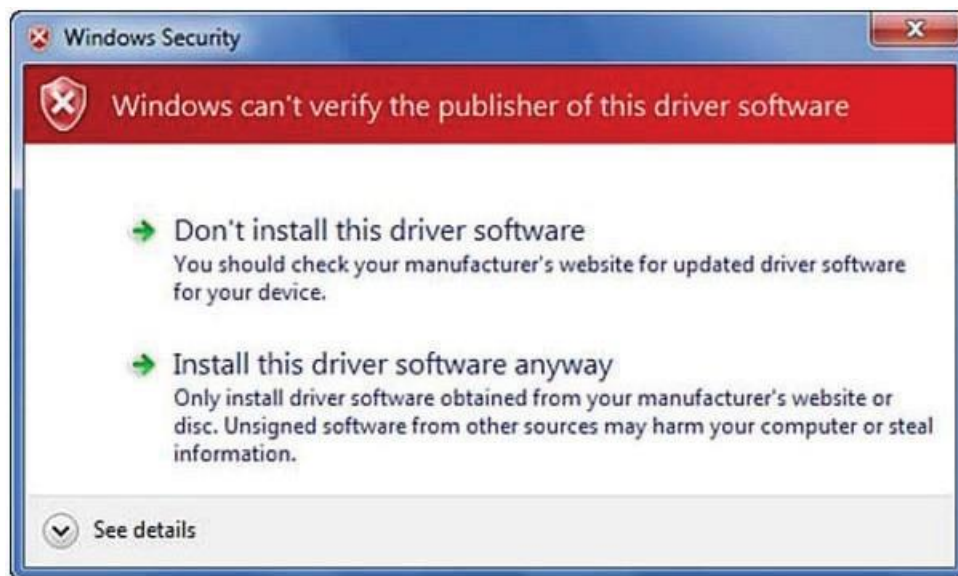 Windows Security
Windows can't verify the publisher of this driver software
Don't install this driver software
You should check your manufacturer's website for updated driver software
for your device.
Install this driver software anyway
Only install driver software obtained from your manufacturer's website or
disc. Unsigned software from other sources may harm your computer or steal
information.
See details